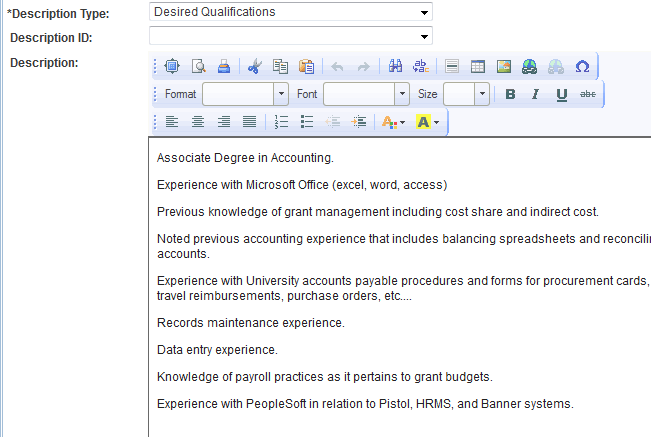 *Description Type: Desired Qualifications
Description ID:
Description:
Format Font Size B I U abc
A A
Associate Degree in Accounting.
Experience with Microsoft Office (excel, word, access)
Previous knowledge of grant management including cost share and indirect cost.
Noted previous accounting experience that includes balancing spreadsheets and
accounts.
Experience with University accounts payable procedures and forms for procurement cards,
travel reimbursements, purchase orders, etc....
Records maintenance experience.
Data entry experience.
Knowledge of payroll practices as it pertains to grant budgets.
Experience with PeopleSoft in relation to Pistol, HRMS, and Banner systems.